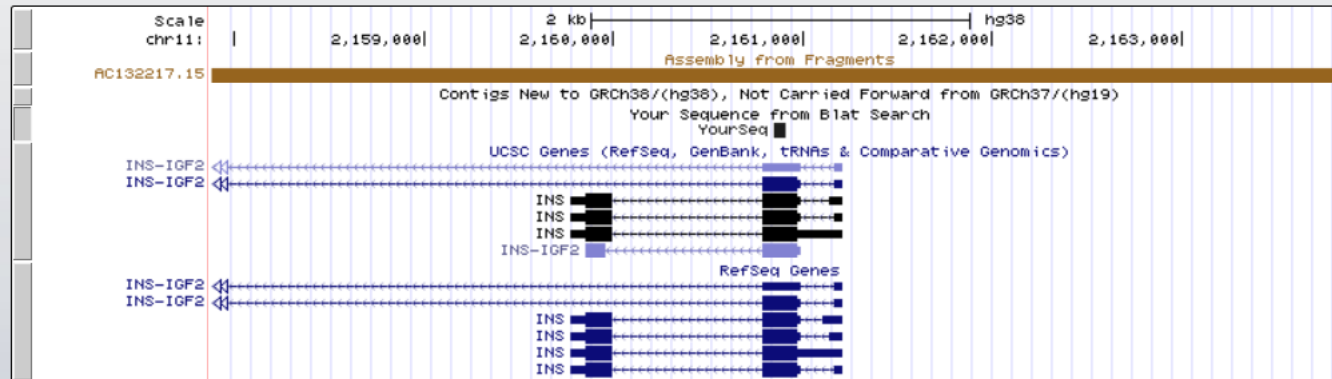 Scale 2 kb hg38
chr11: 2,159,000 2,160,000 2,161,000 2,162,000 2,163,000
Assembly from Fragments
AC132217.15
Contigs New to GRCh38/(hg38), Not Carried Forward from GRCh37/(hg19)
Your Sequence from Blat Search
YourSeq
UCSC Genes (RefSeq, GenBank, tRNAs & Comparative Genomics)
INS-IGF2
INS-IGF2
INS
INS
INS
INS-IGF2
RefSeq Genes
INS-IGF2
INS-IGF2
INS
INS
INS
INS